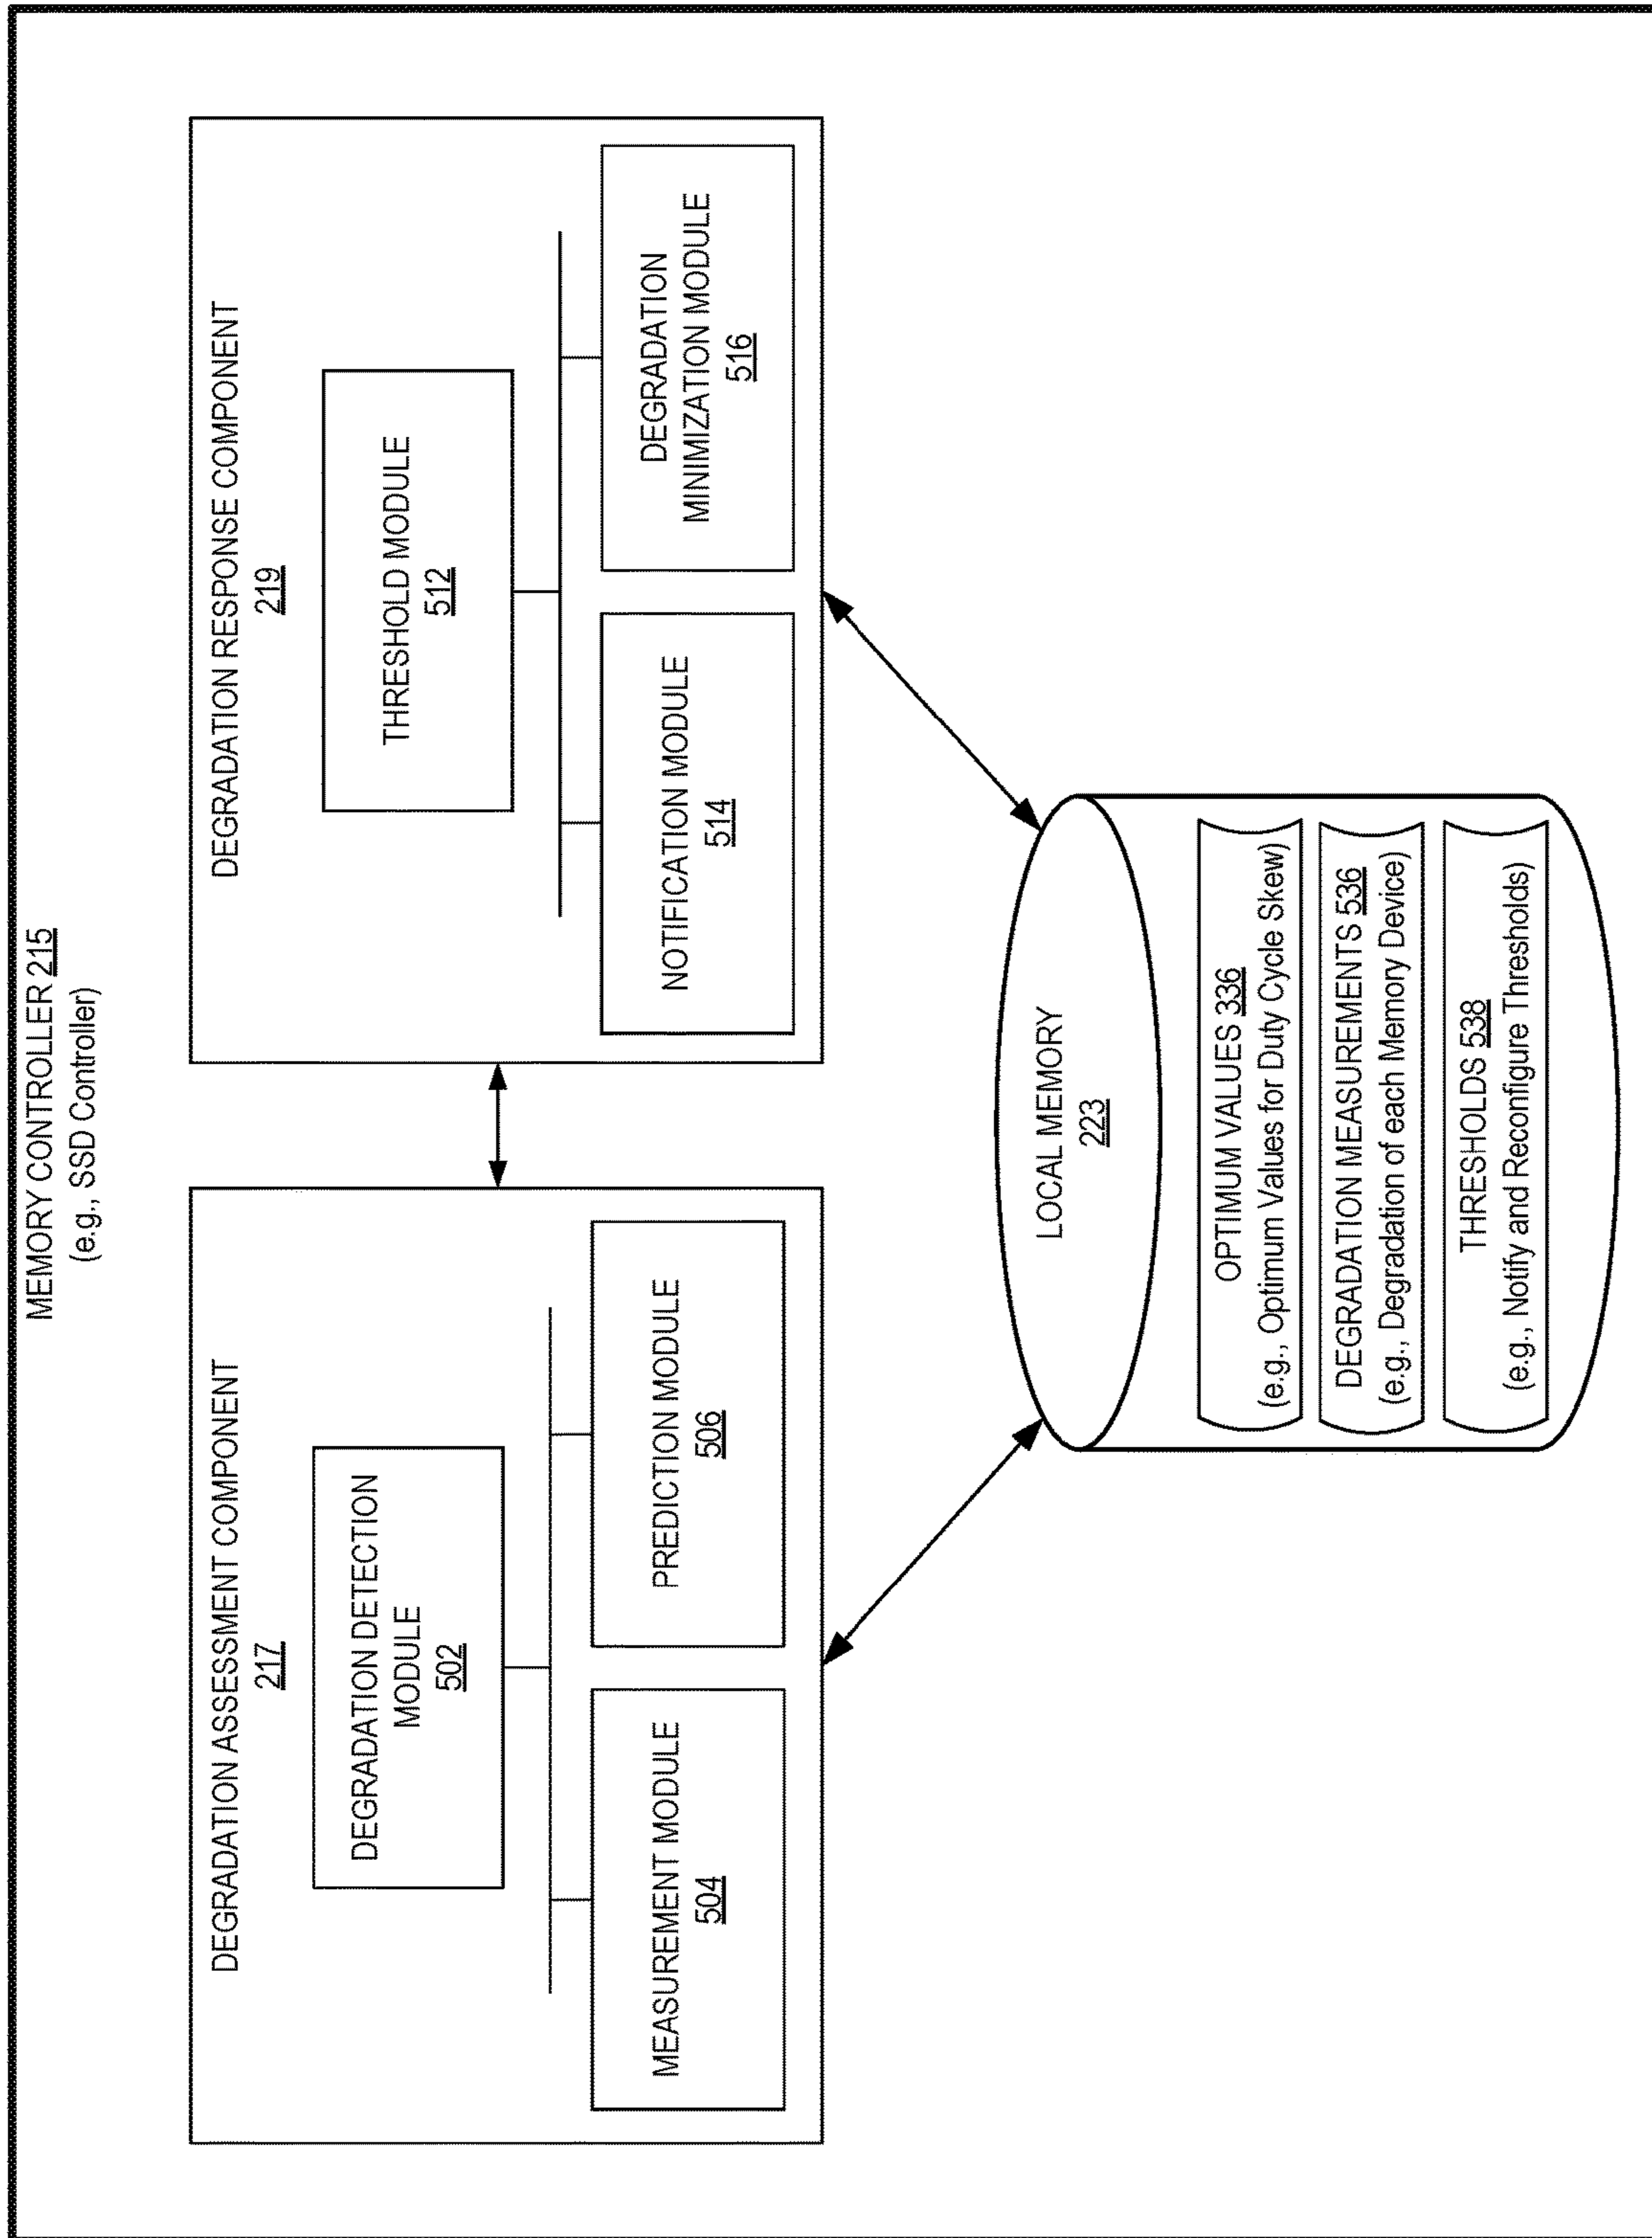 MEMORY CONTROLLER 215
(e.g., SSD Controller)
DEGRADATION ASSESSMENT COMPONENT
217
DEGRADATION DETECTION
MODULE
502
MEASUREMENT MODULE
504
PREDICTION MODULE
506
DEGRADATION RESPONSE COMPONENT
219
THRESHOLD MODULE
512
NOTIFICATION MODULE
514
DEGRADATION
MINIMIZATION MODULE
516
LOCAL MEMORY
223
OPTIMUM VALUES 336
(e.g., Optimum Values for Duty Cycle Skew)
DEGRADATION MEASUREMENTS 536
(e.g., Degradation of each Memory Device)
THRESHOLDS 538
(e.g., Notify and Reconfigure Thresholds)